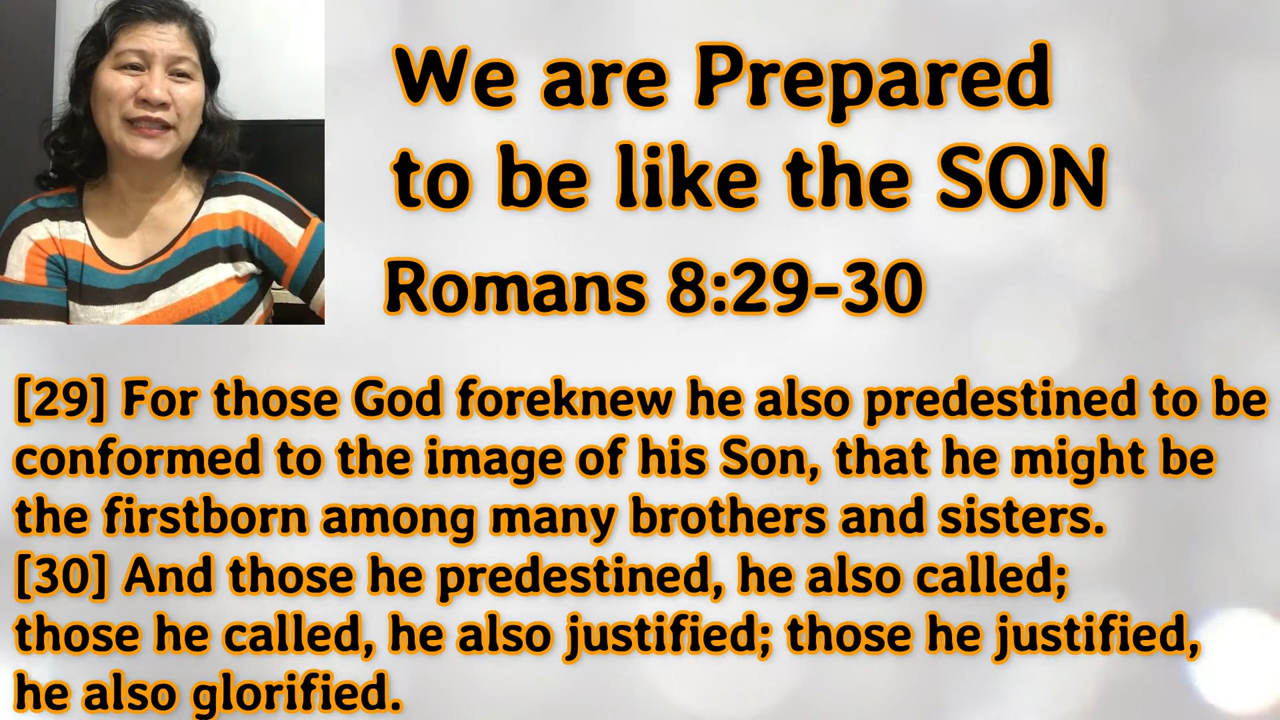 We are Prepared
to be like the SON
Romans 8:29-30
[29] For those God foreknew he also predestined to be
conformed to the image of his Son, that he might be
the firstborn among many brothers and sisters.
[30] And those he predestined, he also called;
those he called, he also justified; those he justified,
he also glorified.